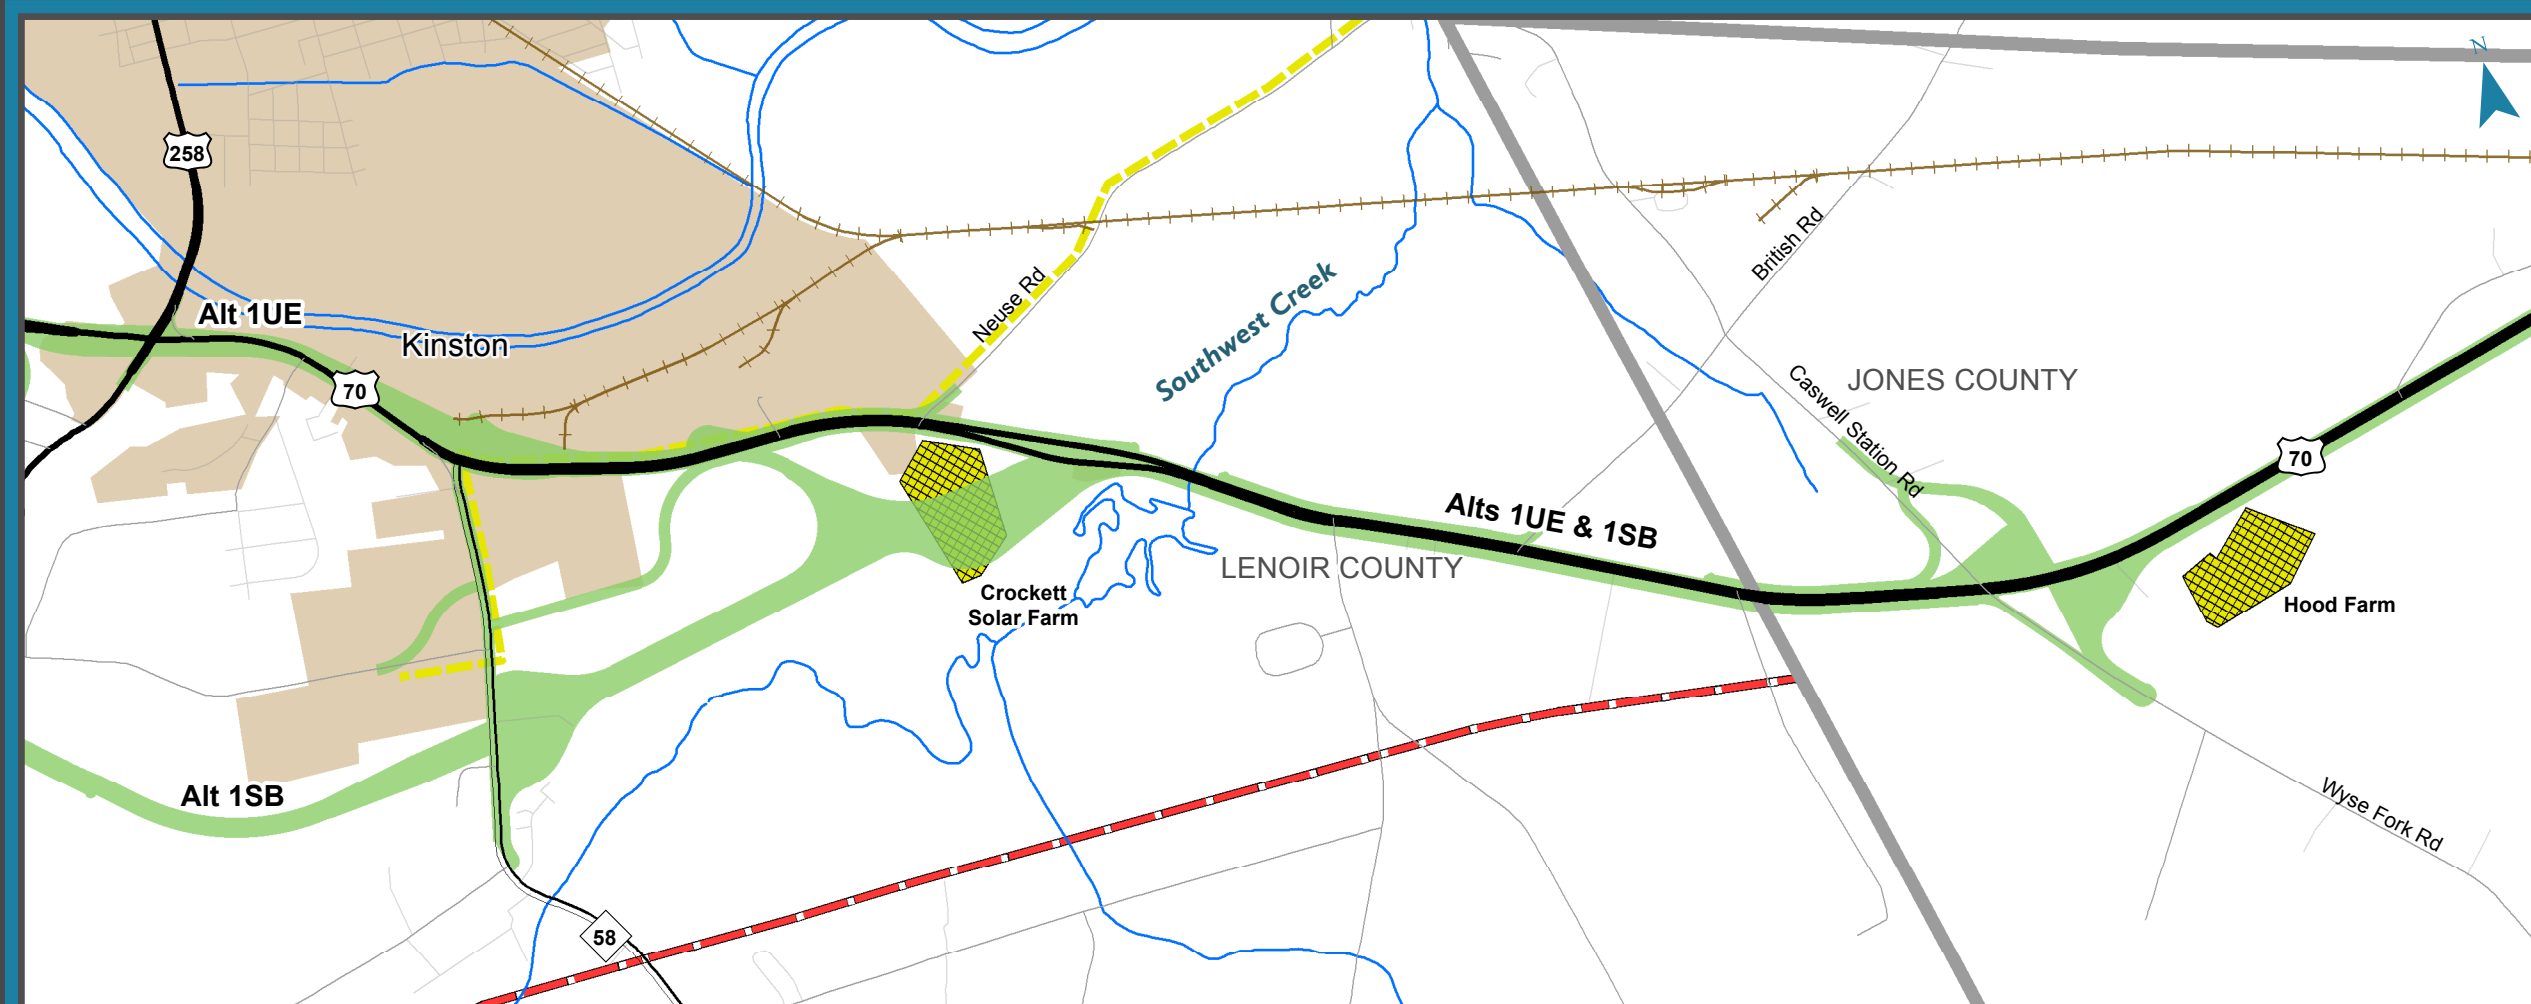 N
258
British Rd
Neuse Rd
Southwest Creek
Alt 1UE
Kinston
70
Caswell Station Rd
JONES COUNTY
70
Alts 1UE & 1SB
LENOIR COUNTY
Crockett
Solar Farm
Hood Farm
Alt 1SB
Wyse Fork Rd
58